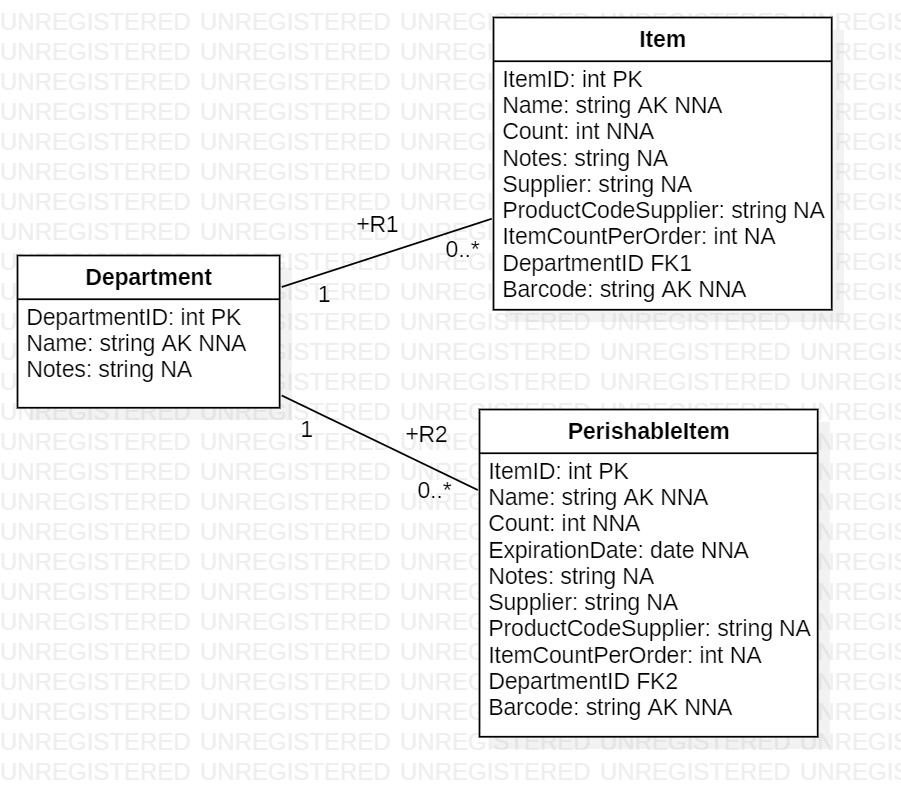 Item
ItemID: int PK
Name: string AK NNA
Count: int NNA
Notes: string NA
Supplier: string NA
ProductCodeSupplier: string NA
ItemCountPerOrder: int NA
DepartmentID FK1
Barcode: string AK NNA
+R1
0..*
1
Department
DepartmentID: int PK
Name: string AK NNA
Notes: string NA
1
+R2
0..*
PerishableItem
ItemID: int PK
Name: string AK NNA
Count: int NNA
ExpirationDate: date NNA
Notes: string NA
Supplier: string NA
ProductCodeSupplier: string NA
ItemCountPerOrder: int NA
DepartmentID FK2
Barcode: string AK NNA
UNREGISTERED